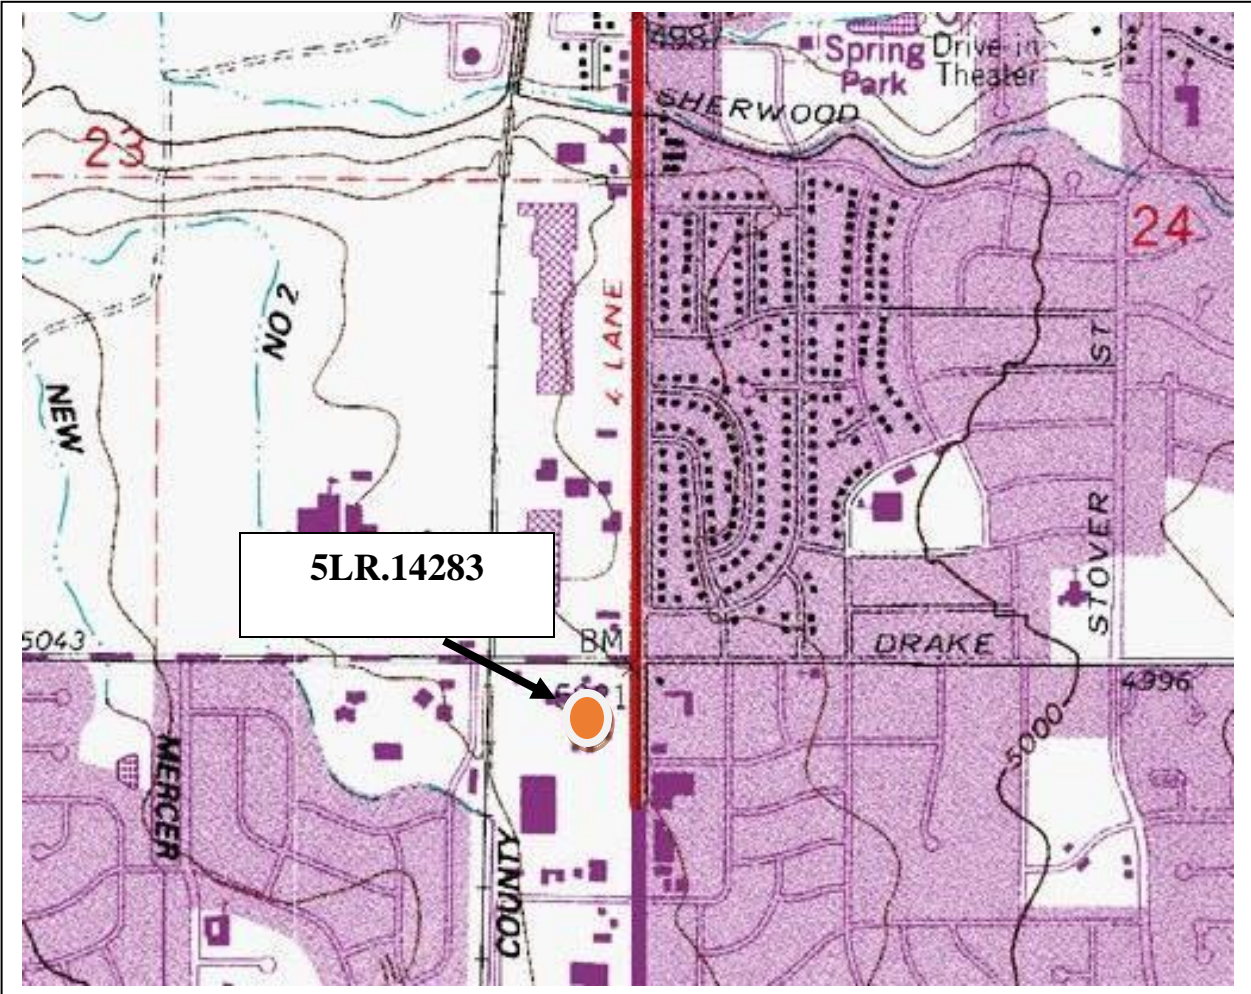 4991
Spring
Park
Drive-in
Theater
SHERWOOD
23
24
NO 2
4 LANE
ST
NEW
5LR.14283
STOVER
5043
BM
DRAKE
4996
5000
MERCER
COUNTY